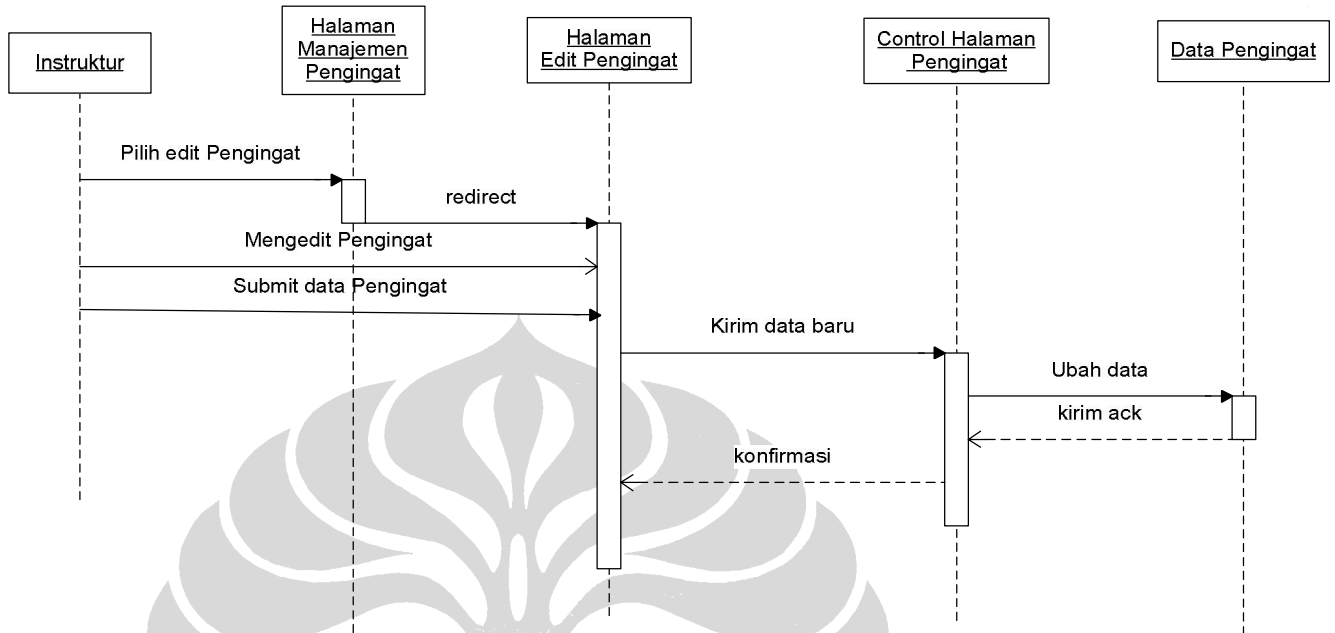 Instruktur
Halaman
Manajemen
Pengingat
Halaman
Edit Pengingat
Control Halaman
Pengingat
Data Pengingat
Pilih edit Pengingat
redirect
Mengedit Pengingat
Submit data Pengingat
Kirim data baru
Ubah data
kirim ack
konfirmasi